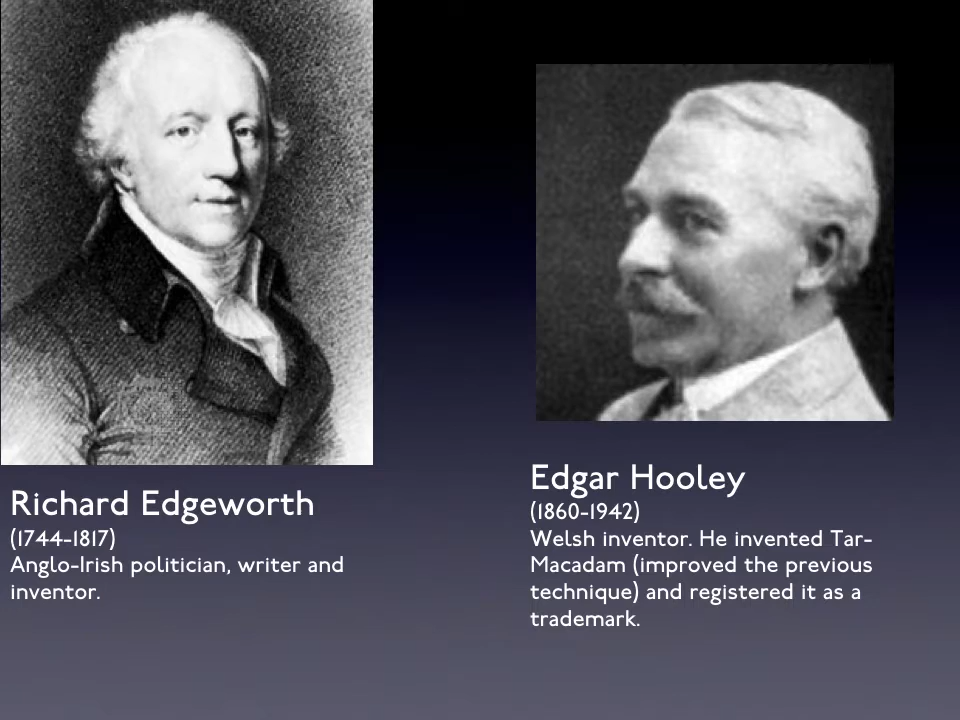 Richard Edgeworth
(1744-1817)
Anglo-Irish politician, writer and
inventor.
Edgar Hooley
(1860-1942)
Welsh inventor. He invented Tar-
Macadam (improved the previous
technique) and registered it as a
trademark.